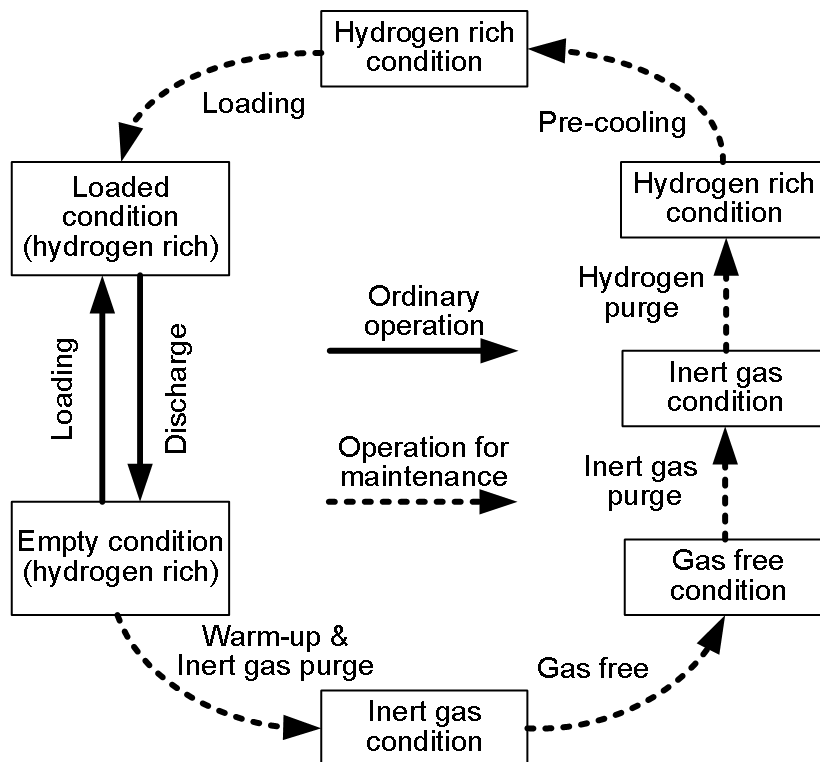 Hydrogen rich
condition
Loading
Pre-cooling
Loaded
condition
(hydrogen rich)
Hydrogen rich
condition
Ordinary
operation
Hydrogen
purge
Loading
Discharge
Inert gas
condition
Operation for
maintenance
Inert gas
purge
Empty condition
(hydrogen rich)
Gas free
condition
Warm-up &
Inert gas purge
Gas free
Inert gas
condition